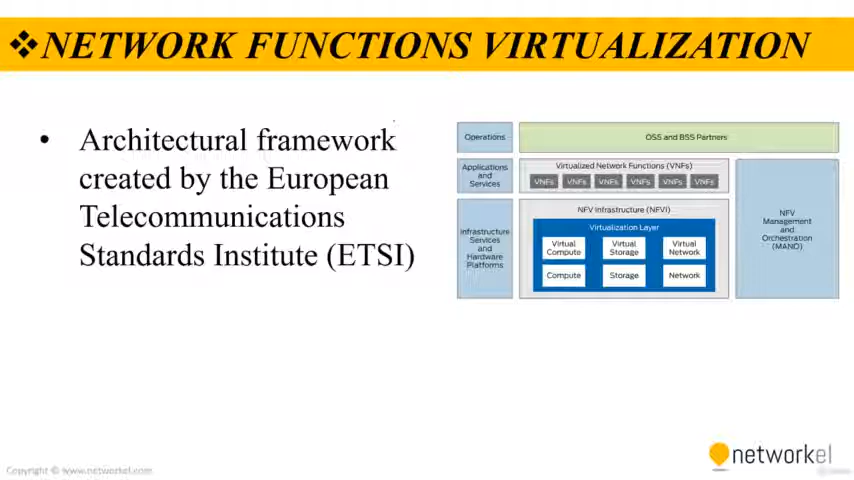 ❖NETWORK FUNCTIONS VIRTUALIZATION
• Architectural framework
created by the European
Telecommunications
Standards Institute (ETSI)
Operations
OSS and BSS Partners
Applications
and
Services
Virtualized Network Functions (VNFs)
VNFs VNFs VNFs VNFs VNFs VNFs
Infrastructure
Services
and
Hardware
Platforms
NFV Infrastructure (NFVI)
Virtualization Layer
Virtual
Compute
Virtual
Storage
Virtual
Network
Compute
Storage
Network
NFV
Management
and
Orchestration
(MANO)
networkel
Copyright © www.networkel.com